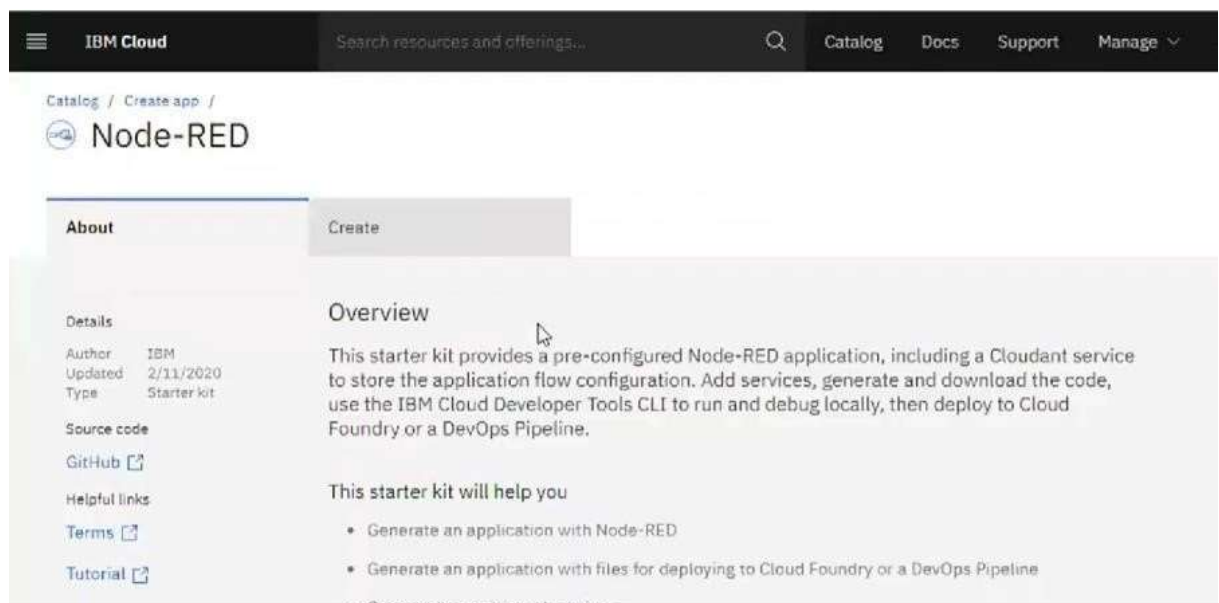 IBM Cloud
Search resources and offerings...
Catalog
Docs
Support
Manage
Catalog / Create app /
Node-RED
About
Create
Details
Author IBM
Updated 2/11/2020
Type Starter kit
Source code
GitHub
Helpful links
Terms
Tutorial
Overview
This starter kit provides a pre-configured Node-RED application, including a Cloudant service
to store the application flow configuration. Add services, generate and download the code,
use the IBM Cloud Developer Tools CLI to run and debug locally, then deploy to Cloud
Foundry or a DevOps Pipeline.
This starter kit will help you
• Generate an application with Node-RED
• Generate an application with files for deploying to Cloud Foundry or a DevOps Pipeline